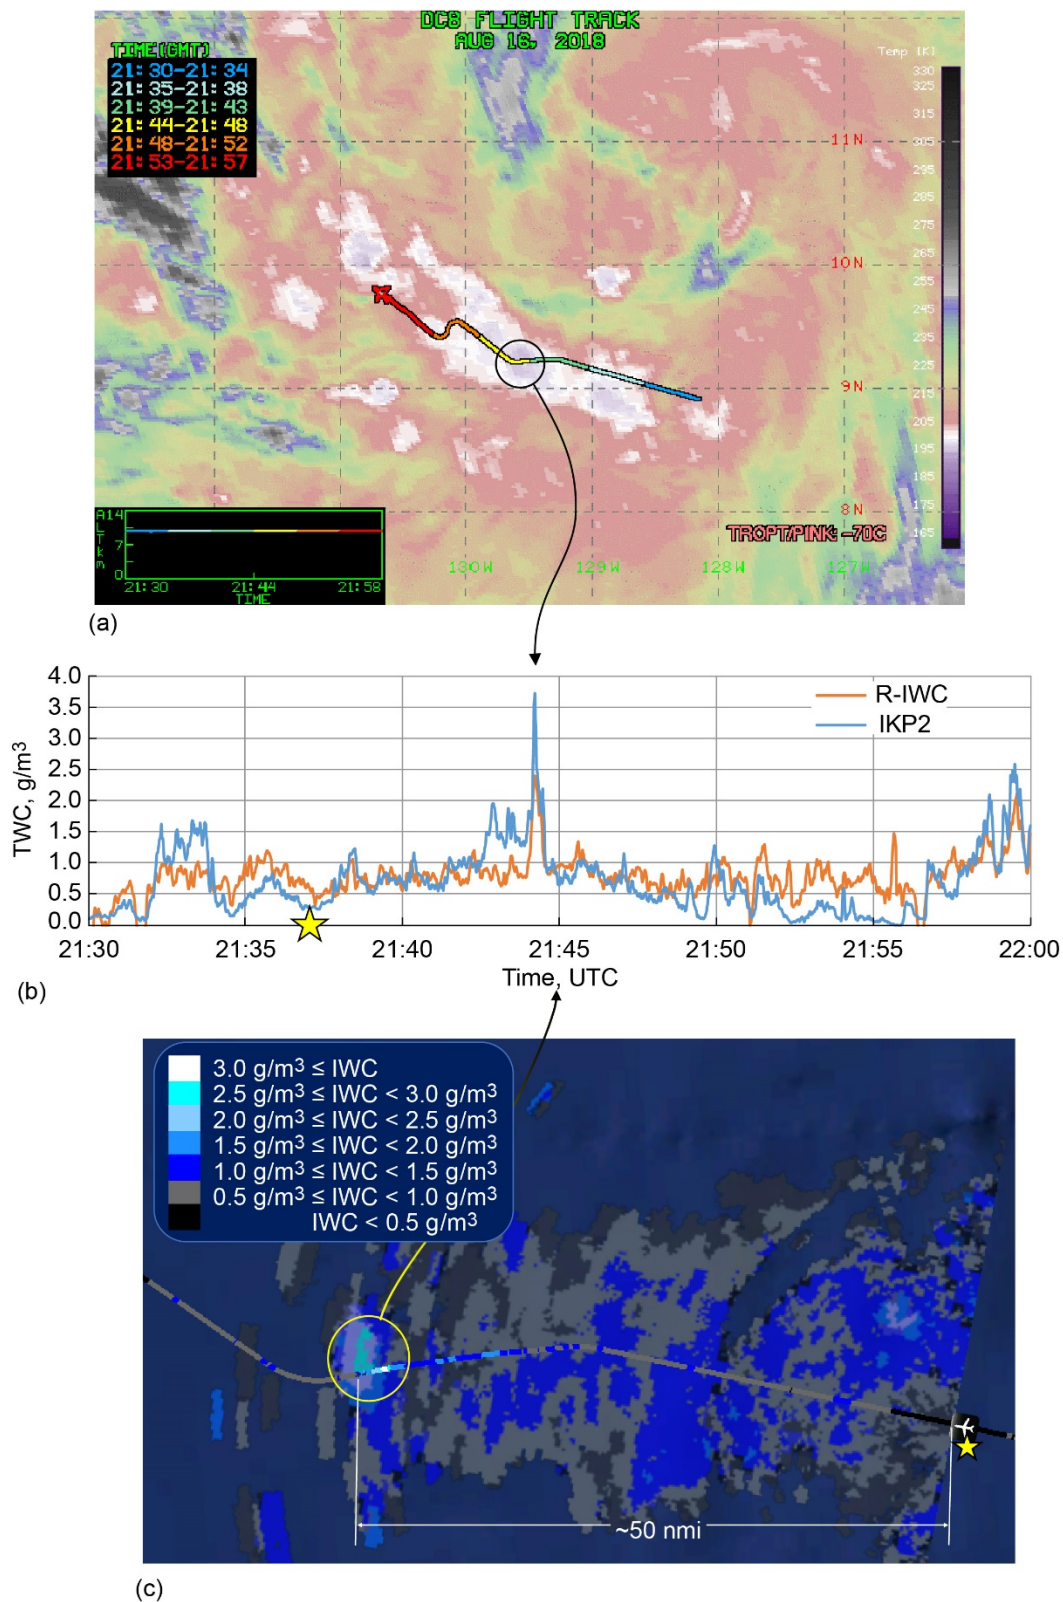 DC8 FLIGHT TRACK
AUG 16, 2018
TIME(GMT)
21:30-21:34
21:35-21:38
21:39-21:43
21:44-21:48
21:48-21:52
21:53-21:57
Temp [K]
330
315
305
295
285
275
265
255
245
235
225
215
205
195
185
175
165
11N
10N
9N
8N
130W
129W
128W
127W
TROPT/PINK: -70C
ALT km
14
7
0
21:30
21:44
21:58
TIME
(a)
TWC, g/m³
4.0
3.5
3.0
2.5
2.0
1.5
1.0
0.5
0.0
R-IWC
IKP2
21:30
21:35
21:40
21:45
21:50
21:55
22:00
Time, UTC
(b)
3.0 g/m³ ≤ IWC
2.5 g/m³ ≤ IWC < 3.0 g/m³
2.0 g/m³ ≤ IWC < 2.5 g/m³
1.5 g/m³ ≤ IWC < 2.0 g/m³
1.0 g/m³ ≤ IWC < 1.5 g/m³
0.5 g/m³ ≤ IWC < 1.0 g/m³
IWC < 0.5 g/m³
~50 nmi
(c)